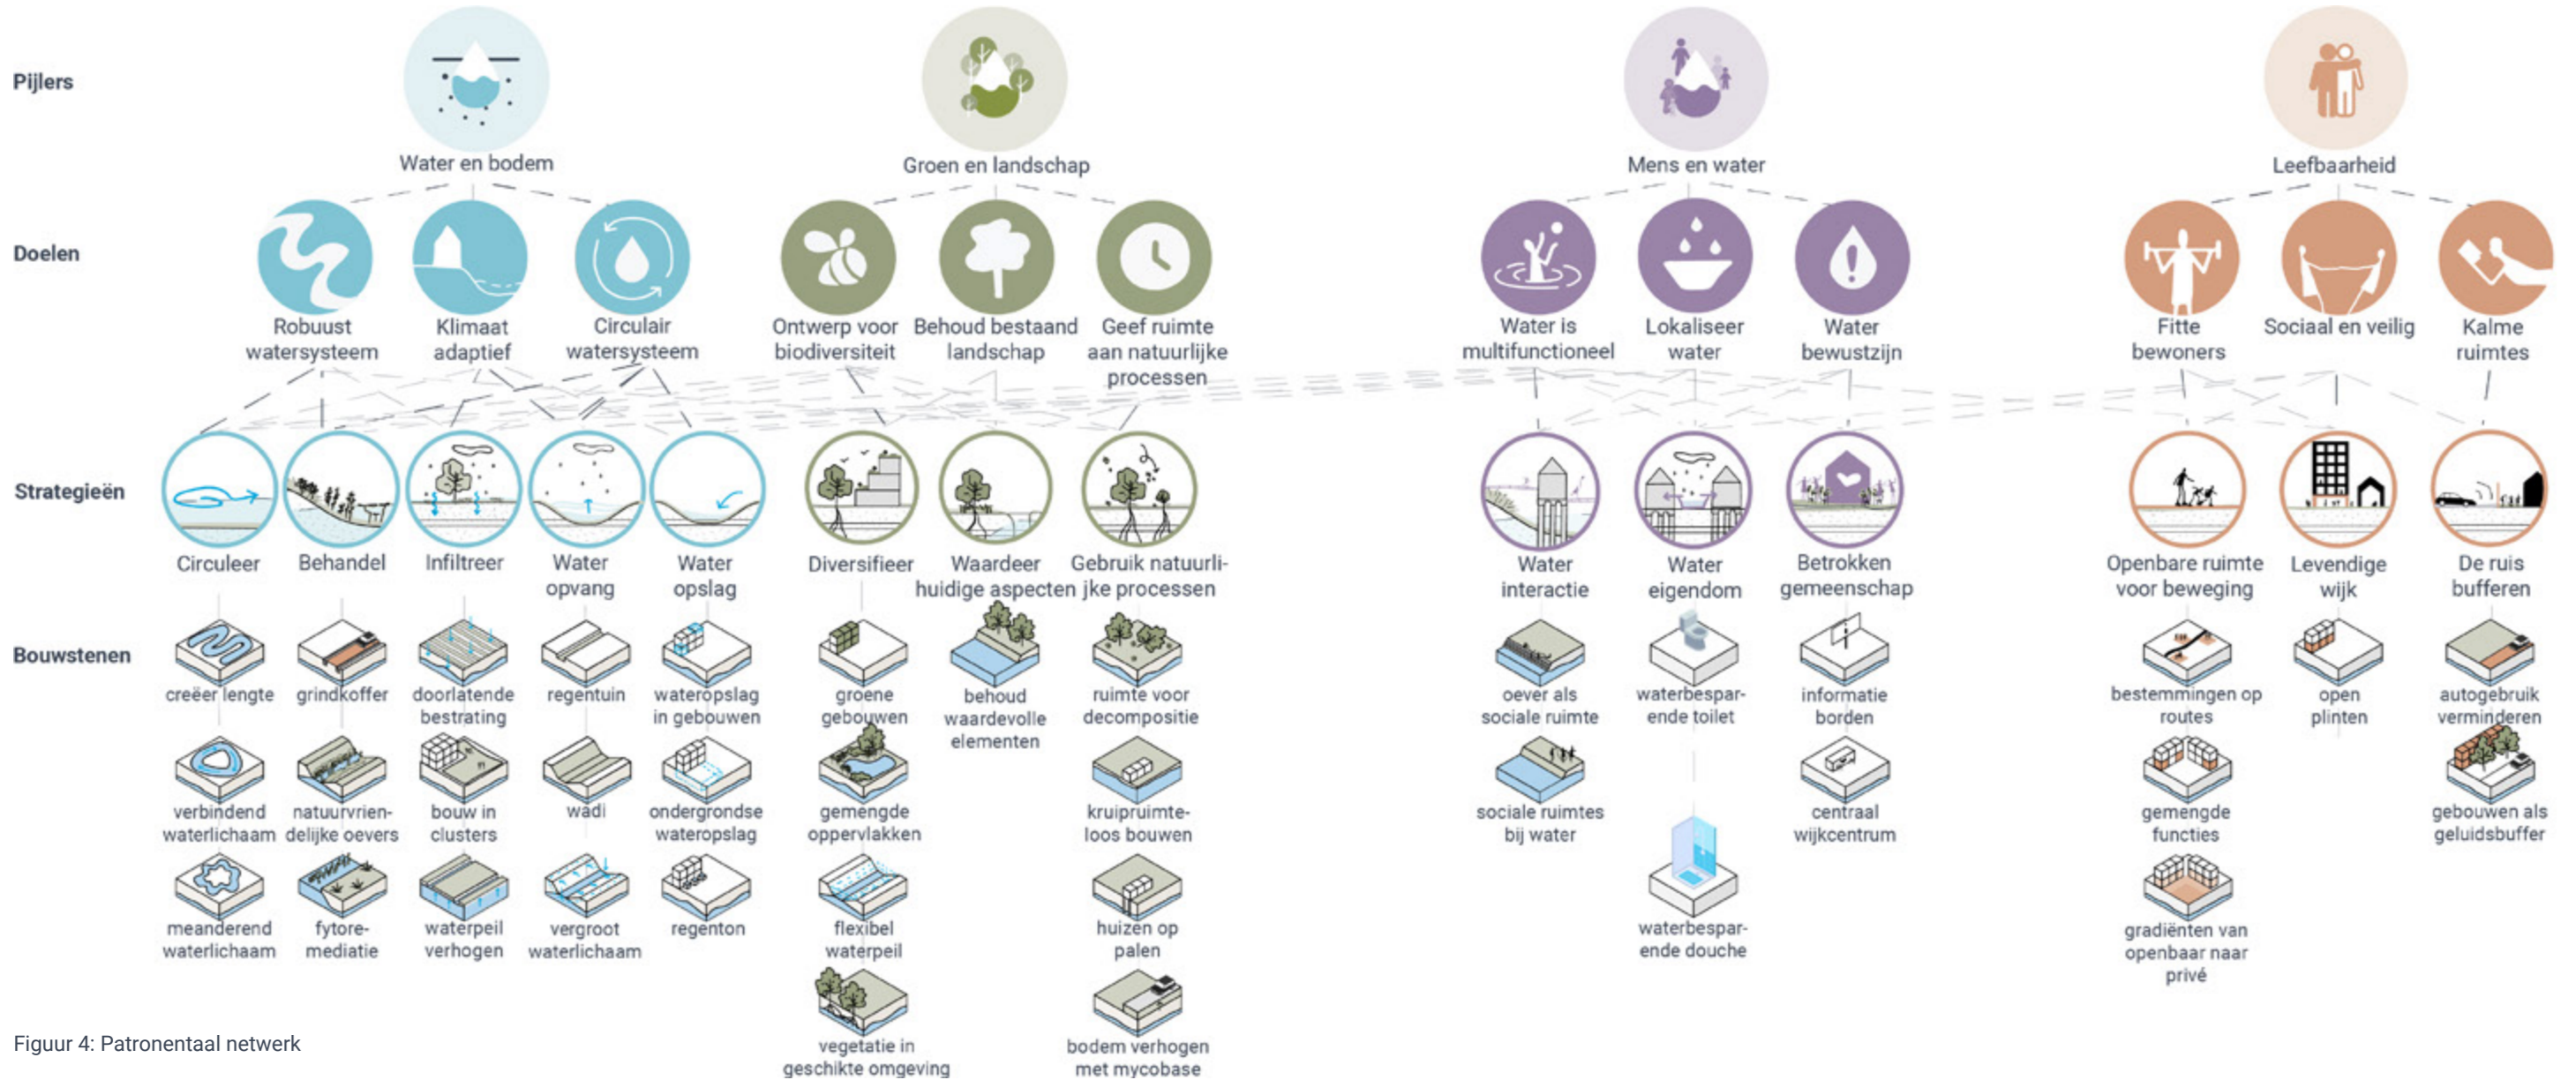 Pijlers
Water en bodem
Groen en landschap
Mens en water
Leefbaarheid
Doelen
Robuust
watersysteem
Klimaat
adaptief
Circulair
watersysteem
Ontwerp voor
biodiversiteit
Behoud bestaand
landschap
Geef ruimte
aan natuurlijke
processen
Water is
multifunctioneel
Lokaliseer
water
Water
bewustzijn
Fitte
bewoners
Sociaal en veilig
Kalme
ruimtes
Strategieën
Circuleer
Behandel
Infiltreer
Water
opvang
Water
opslag
Diversifieer
Waardeer
huidige aspecten
Gebruik natuurli-
jke processen
Water
interactie
Water
eigendom
Betrokken
gemeenschap
Openbare ruimte
voor beweging
Levendige
wijk
De ruis
bufferen
Bouwstenen
creëer lengte
grindkoffer
doorlatende
bestrating
regentuin
wateropslag
in gebouwen
groene
gebouwen
behoud
waardevolle
elementen
ruimte voor
decompositie
oever als
sociale ruimte
waterbespar-
ende toilet
informatie
borden
bestemmingen op
routes
open
plinten
autogebruik
verminderen
verbindend
waterlichaam
natuurvrien-
delijke oevers
bouw in
clusters
wadi
ondergrondse
wateropslag
gemengde
oppervlakken
kruipruimte-
loos bouwen
sociale ruimtes
bij water
centraal
wijkcentrum
gemengde
functies
gebouwen als
geluidsbuffer
meanderend
waterlichaam
fytore-
mediatie
waterpeil
verhogen
vergroot
waterlichaam
regenton
flexibel
waterpeil
huizen op
palen
waterbespar-
ende douche
gradiënten van
openbaar naar
privé
vegetatie in
geschikte omgeving
bodem verhogen
met mycobase
Figuur 4: Patronentaal netwerk